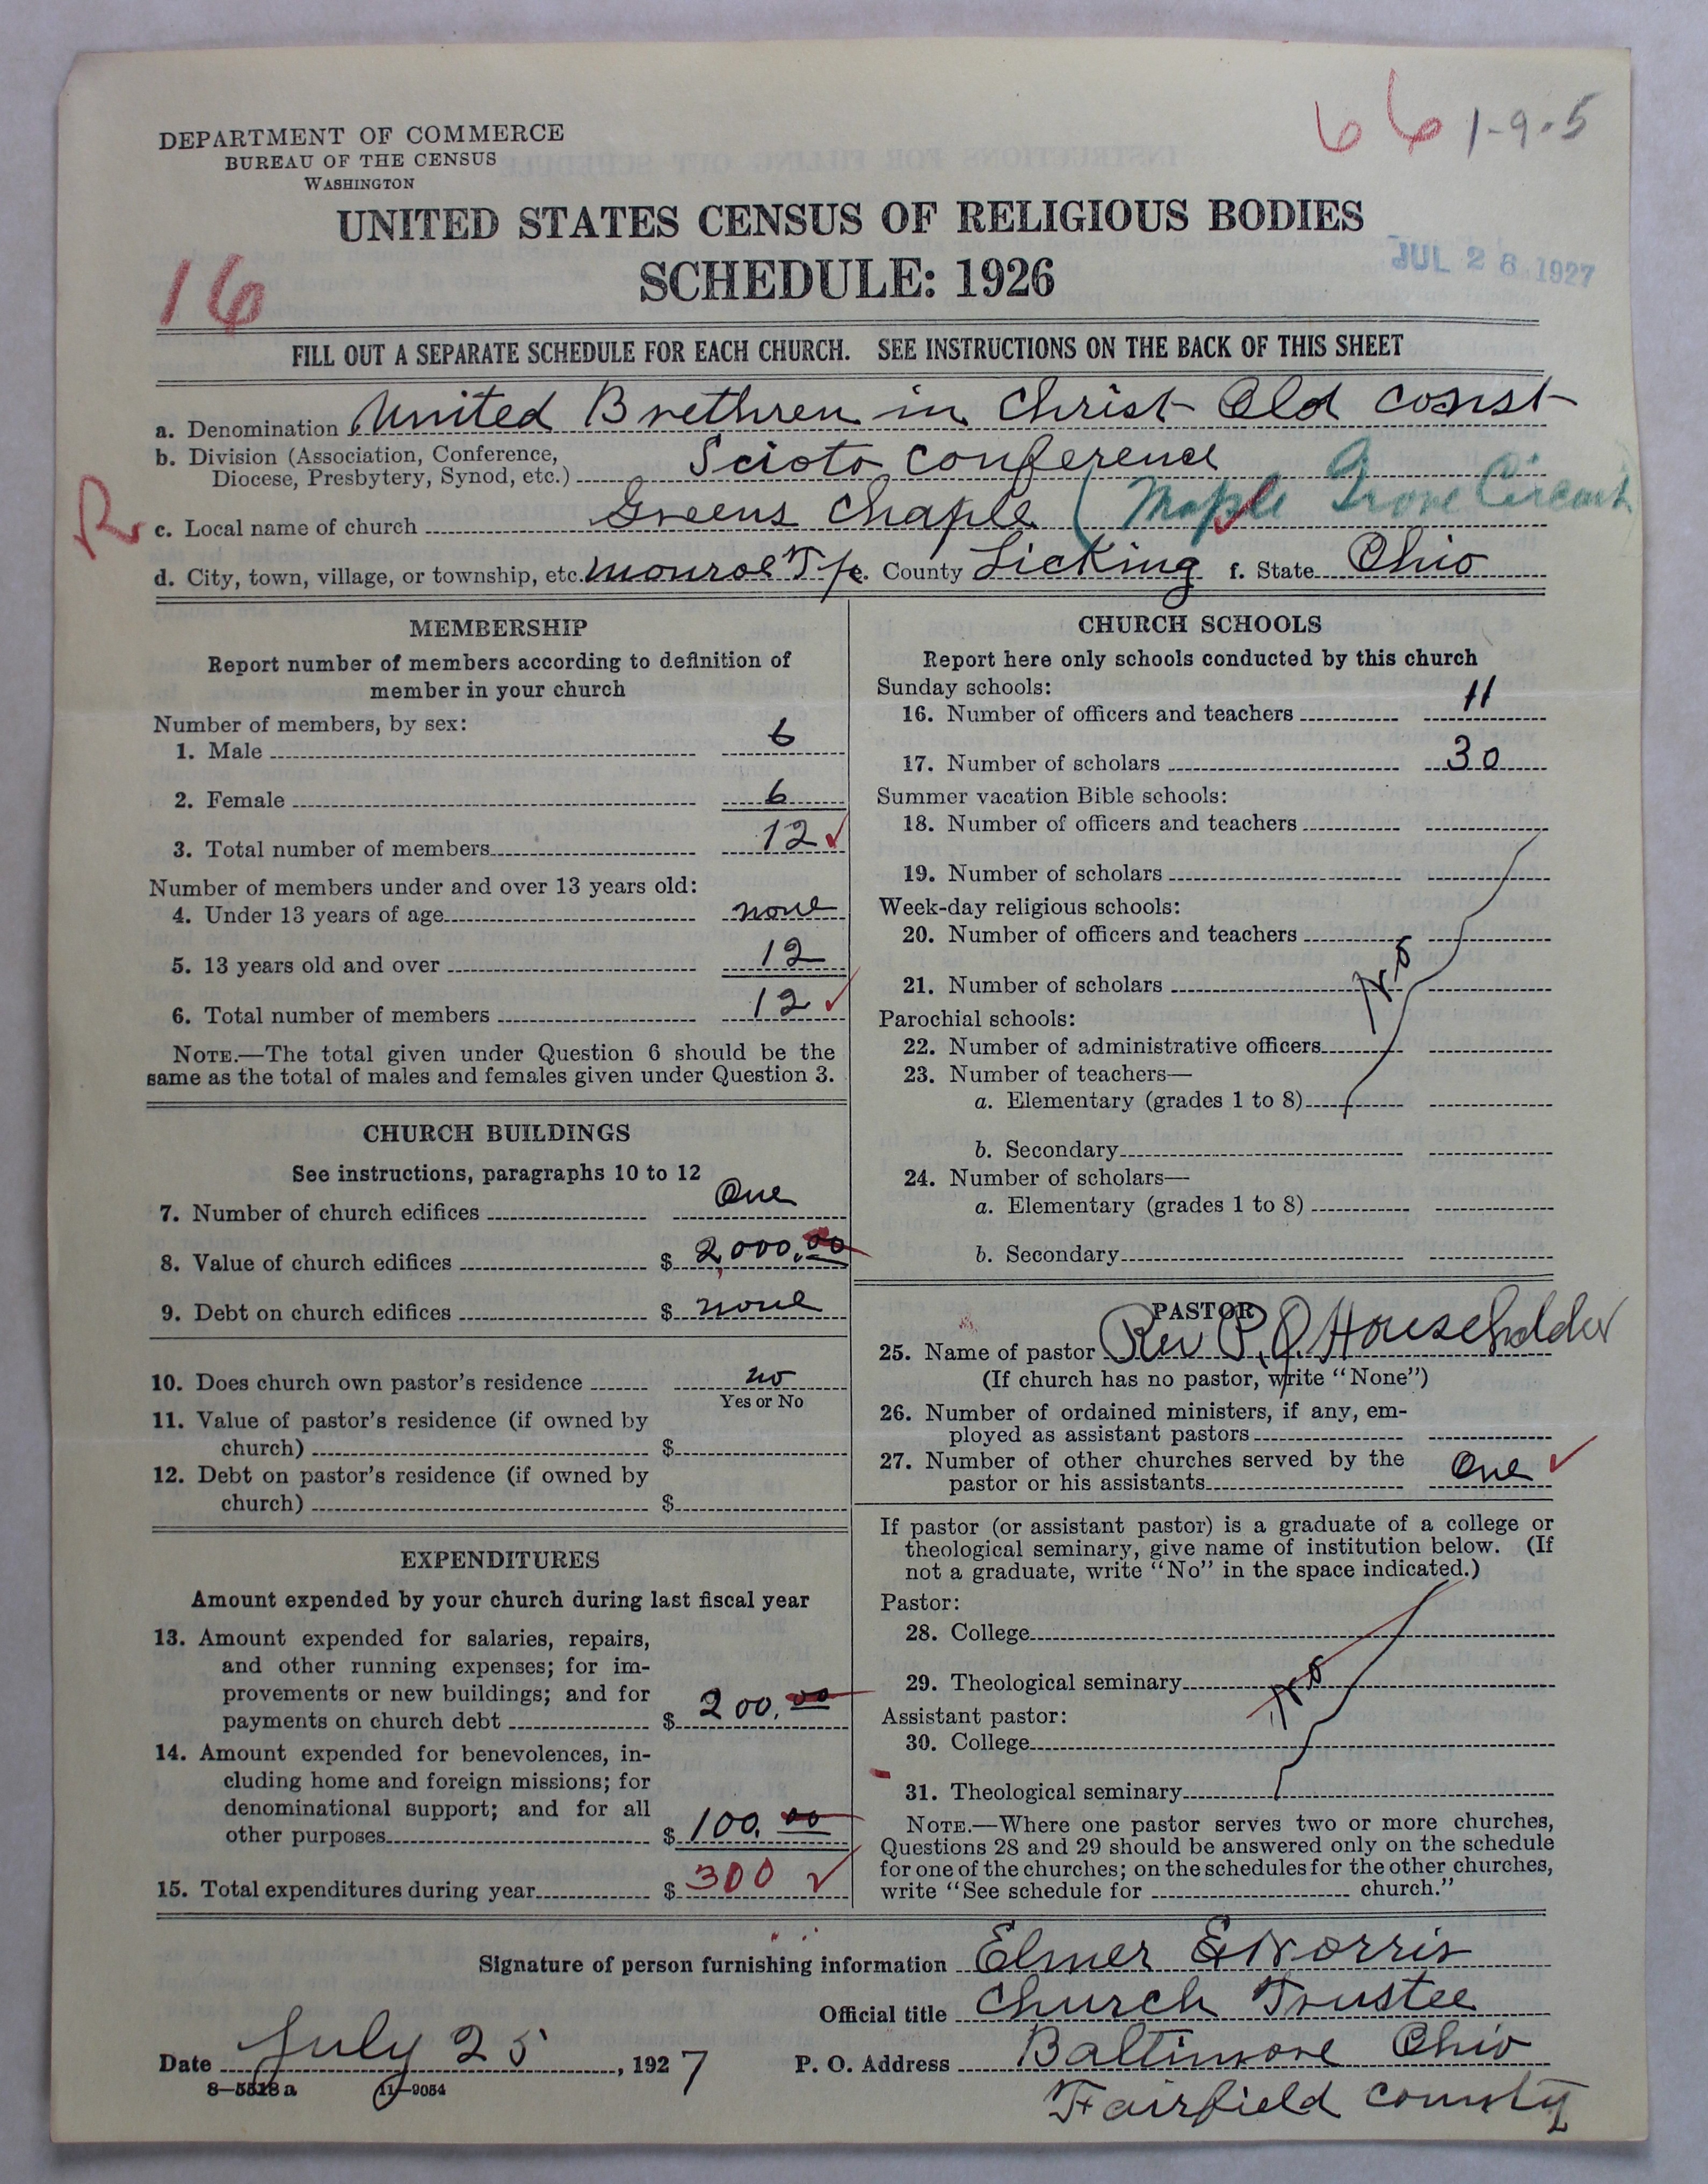 66 1-9-5
DEPARTMENT OF COMMERCE
BUREAU OF THE CENSUS
WASHINGTON
UNITED STATES CENSUS OF RELIGIOUS BODIES
SCHEDULE: 1926
JUL 26 1927
16
FILL OUT A SEPARATE SCHEDULE FOR EACH CHURCH. SEE INSTRUCTIONS ON THE BACK OF THIS SHEET
a. Denomination United Brethren in Christ Old const
b. Division (Association, Conference, Diocese, Presbytery, Synod, etc.) Scioto Conference
R c. Local name of church Greens Chaple (Maple Grove Circuit
d. City, town, village, or township, etc. Monroe Tp e. County Licking f. State Ohio
MEMBERSHIP
Report number of members according to definition of
member in your church
Number of members, by sex:
1. Male 6
2. Female 6
3. Total number of members 12 ✓
Number of members under and over 13 years old:
4. Under 13 years of age none
5. 13 years old and over 12
6. Total number of members 12 ✓
NOTE.—The total given under Question 6 should be the
same as the total of males and females given under Question 3.
CHURCH BUILDINGS
See instructions, paragraphs 10 to 12
7. Number of church edifices One
8. Value of church edifices $ 2,000.00
9. Debt on church edifices $ none
10. Does church own pastor's residence no
Yes or No
11. Value of pastor's residence (if owned by
church) $
12. Debt on pastor's residence (if owned by
church) $
EXPENDITURES
Amount expended by your church during last fiscal year
13. Amount expended for salaries, repairs,
and other running expenses; for im-
provements or new buildings; and for
payments on church debt $ 200.00
14. Amount expended for benevolences, in-
cluding home and foreign missions; for
denominational support; and for all
other purposes $ 100.00
15. Total expenditures during year $ 300 ✓
CHURCH SCHOOLS
Report here only schools conducted by this church
Sunday schools:
16. Number of officers and teachers 11
17. Number of scholars 30
Summer vacation Bible schools:
18. Number of officers and teachers
19. Number of scholars
Week-day religious schools:
20. Number of officers and teachers
No
21. Number of scholars
Parochial schools:
22. Number of administrative officers
23. Number of teachers—
a. Elementary (grades 1 to 8)
b. Secondary
24. Number of scholars—
a. Elementary (grades 1 to 8)
b. Secondary
PASTOR
25. Name of pastor Rev P. J. Householder
(If church has no pastor, write "None")
26. Number of ordained ministers, if any, em-
ployed as assistant pastors
27. Number of other churches served by the
pastor or his assistants One ✓
If pastor (or assistant pastor) is a graduate of a college or
theological seminary, give name of institution below. (If
not a graduate, write "No" in the space indicated.)
Pastor:
28. College
29. Theological seminary
No
Assistant pastor:
30. College
31. Theological seminary
NOTE.—Where one pastor serves two or more churches,
Questions 28 and 29 should be answered only on the schedule
for one of the churches; on the schedules for the other churches,
write "See schedule for church."
Signature of person furnishing information Elmer E Norris
Official title Church Trustee
Date July 25, 1927 P. O. Address Baltimore Ohio
8—5518 a 11—9054
Fairfield County